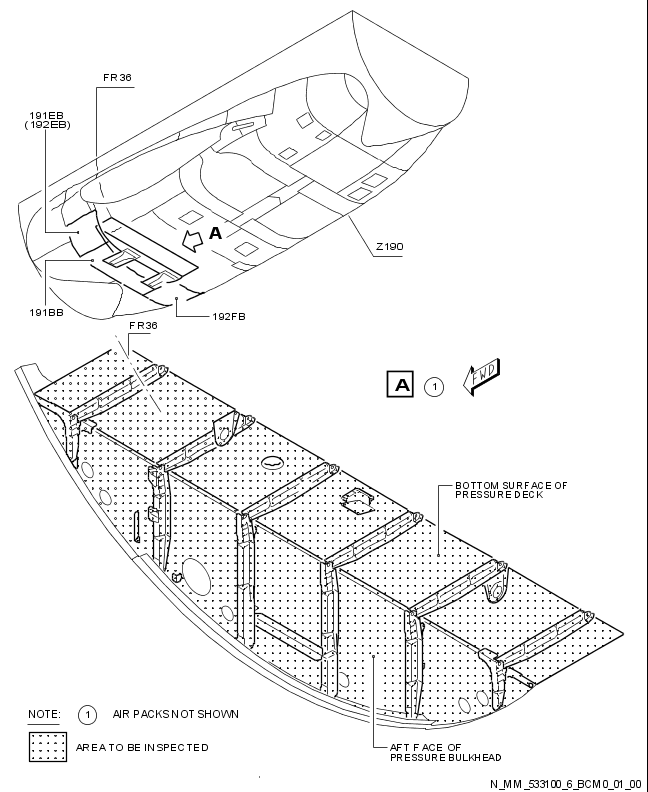 FR36
191EB
(192EB)
A
Z190
191BB
192FB
FR36
A 1 FWD
BOTTOM SURFACE OF
PRESSURE DECK
NOTE: 1 AIR PACKS NOT SHOWN
AREA TO BE INSPECTED
AFT FACE OF
PRESSURE BULKHEAD
N_MM_533100_6_BCM0_01_00